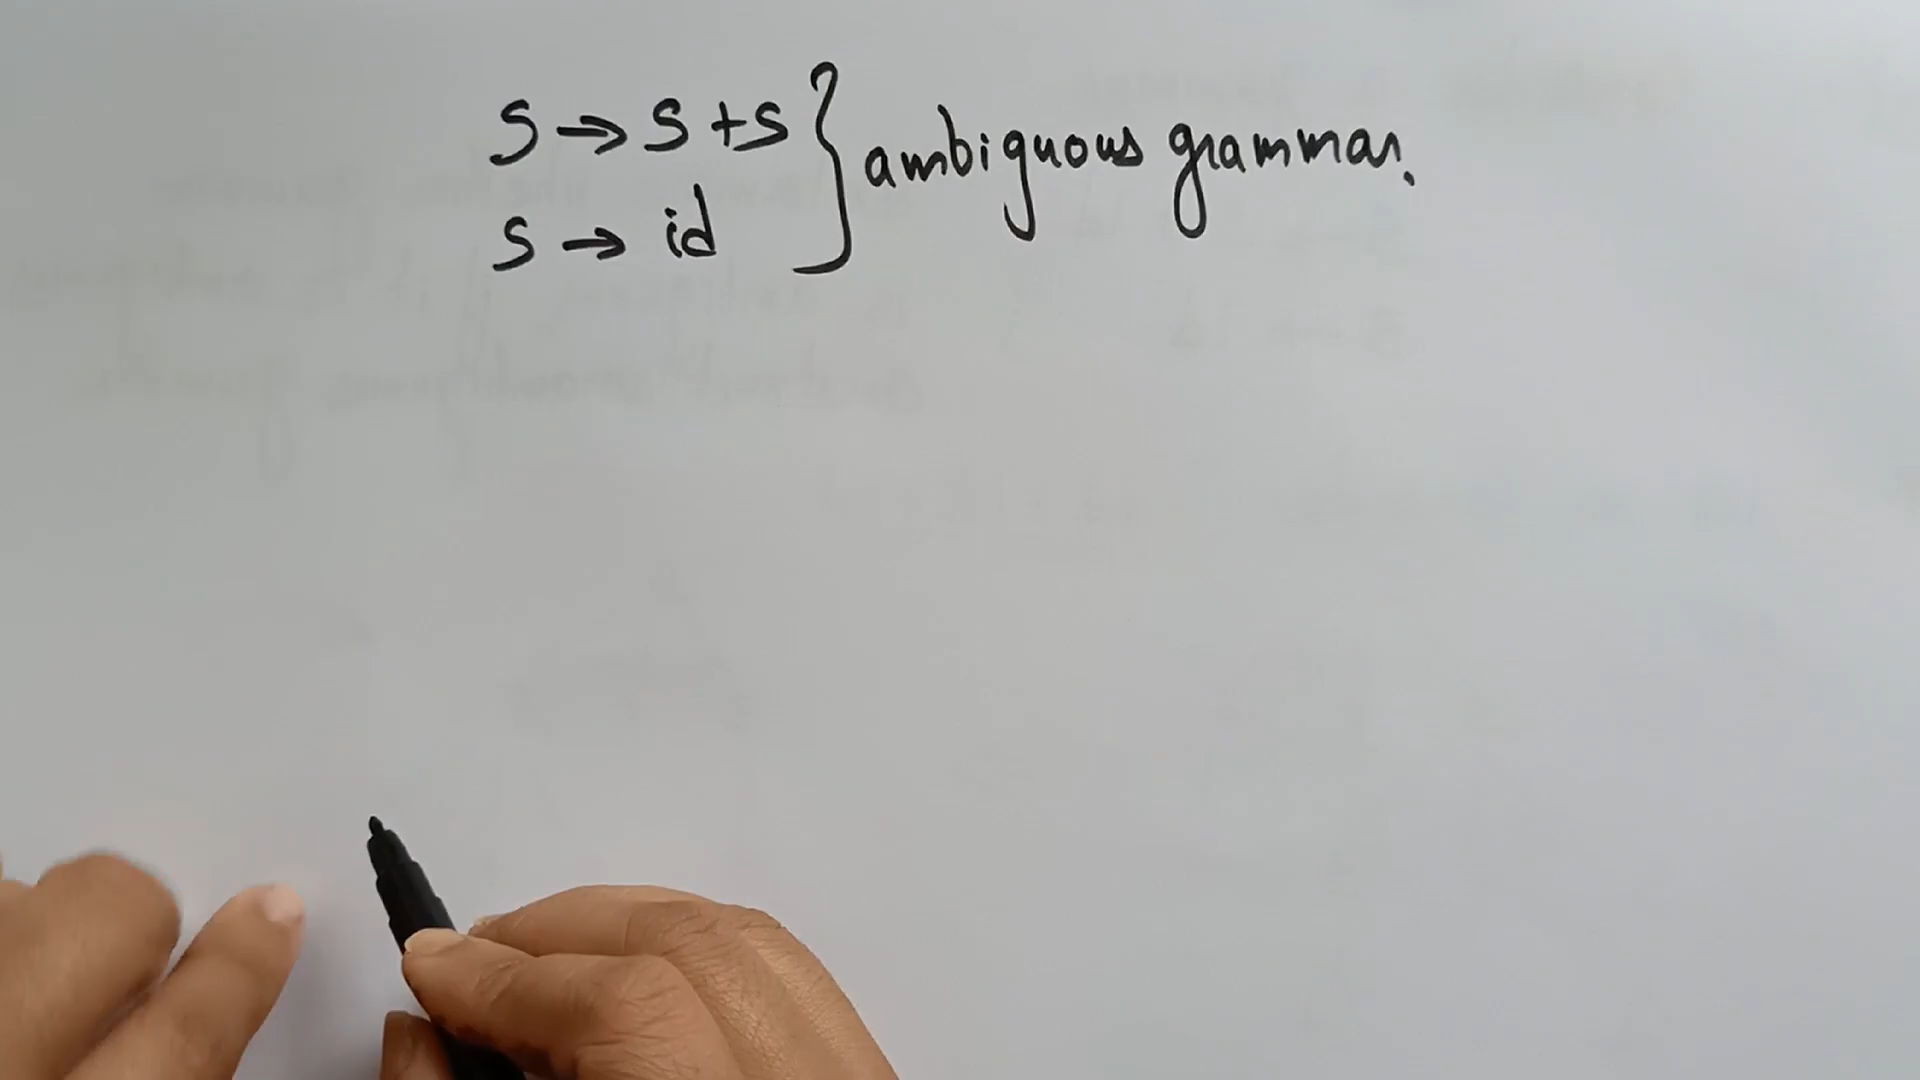 S → S + S } ambiguous grammar.
S → id